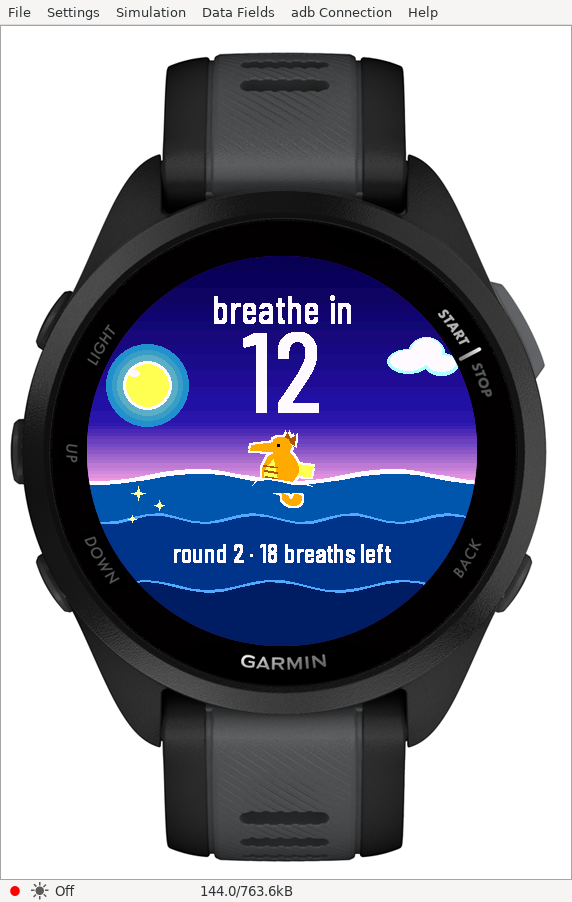 File Settings Simulation Data Fields adb Connection Help
breathe in
12
START
STOP
LIGHT
UP
DOWN
BACK
round 2 · 18 breaths left
GARMIN
Off 144.0/763.6kB